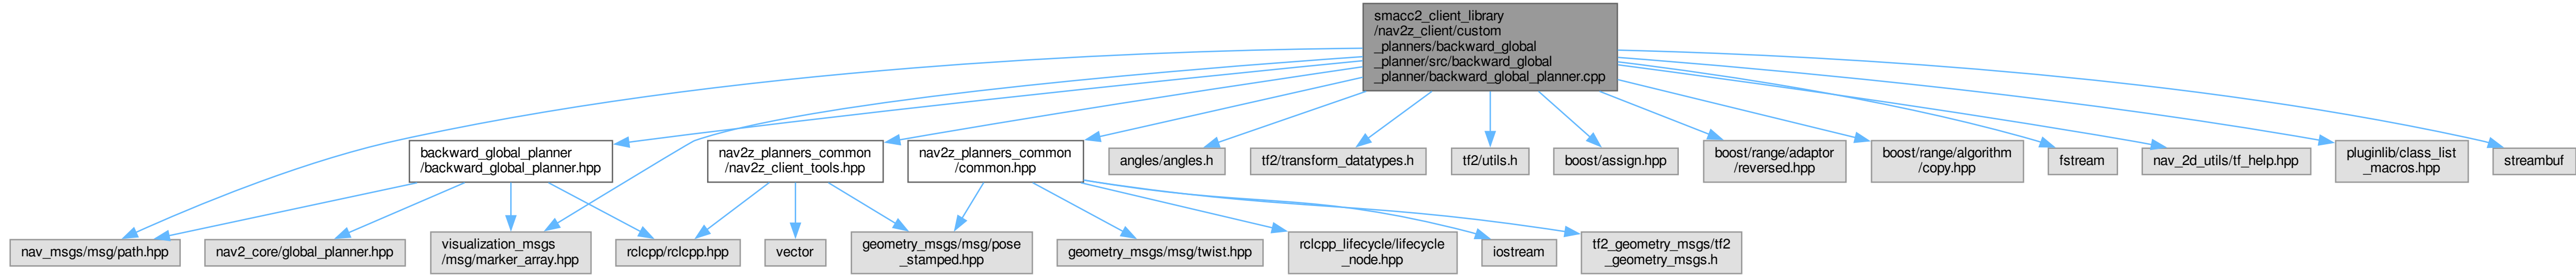 smacc2_client_library
/nav2z_client/custom
_planners/backward_global
_planner/src/backward_global
_planner/backward_global_planner.cpp
backward_global_planner
/backward_global_planner.hpp
nav2z_planners_common
/nav2z_client_tools.hpp
nav2z_planners_common
/common.hpp
angles/angles.h
tf2/transform_datatypes.h
tf2/utils.h
boost/assign.hpp
boost/range/adaptor
/reversed.hpp
boost/range/algorithm
/copy.hpp
fstream
nav_2d_utils/tf_help.hpp
pluginlib/class_list
_macros.hpp
streambuf
nav_msgs/msg/path.hpp
nav2_core/global_planner.hpp
visualization_msgs
/msg/marker_array.hpp
rclcpp/rclcpp.hpp
vector
geometry_msgs/msg/pose
_stamped.hpp
geometry_msgs/msg/twist.hpp
rclcpp_lifecycle/lifecycle
_node.hpp
iostream
tf2_geometry_msgs/tf2
_geometry_msgs.h